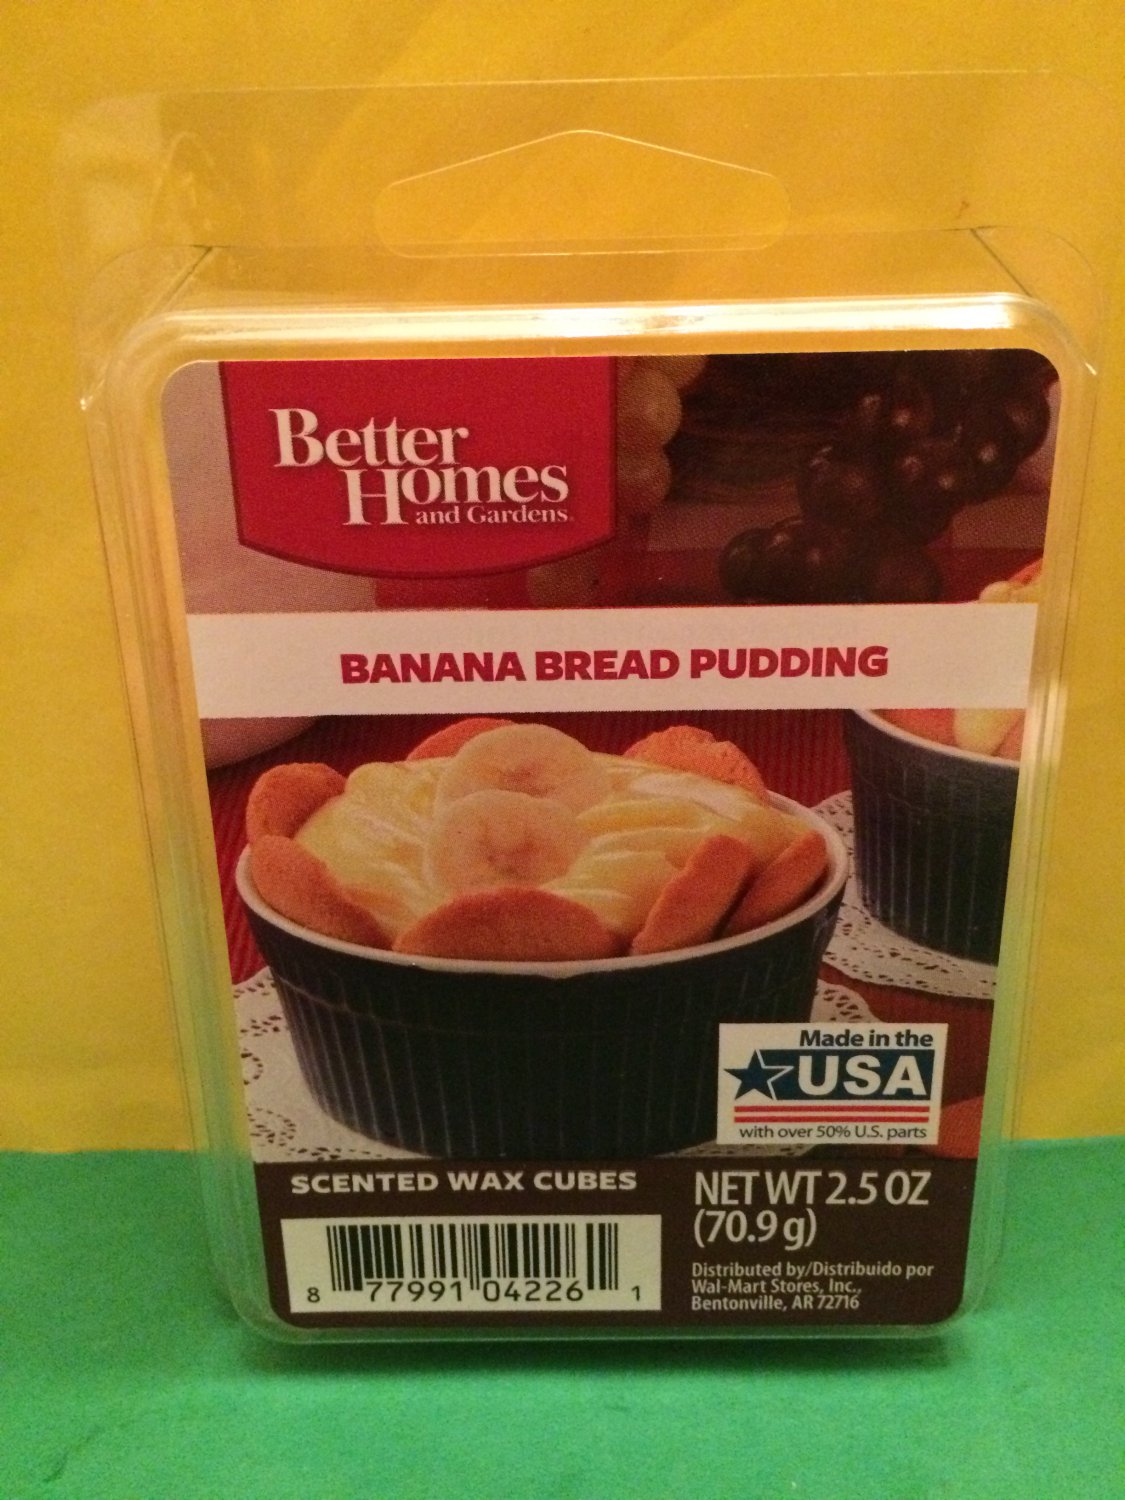 Better
Homes
and Gardens
BANANA BREAD PUDDING
Made in the
USA
with over 50% U.S. parts
SCENTED WAX CUBES
8 77991 04226 1
NET WT 2.5 OZ
(70.9 g)
Distributed by/Distribuido por
Wal-Mart Stores, Inc.,
Bentonville, AR 72716